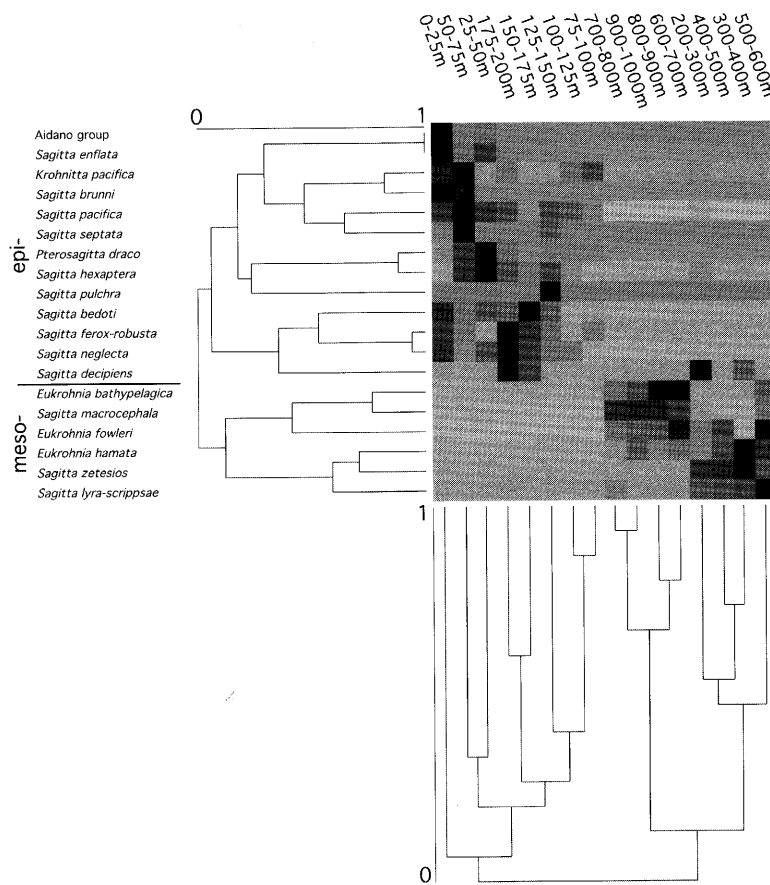 0-25m
50-75m
25-50m
175-200m
150-175m
125-150m
100-125m
75-100m
700-800m
900-1000m
800-900m
600-700m
200-300m
400-500m
300-400m
500-600m
0 1
Aidano group
Sagitta enflata
Krohnitta pacifica
Sagitta brunni
Sagitta pacifica
Sagitta septata
Pterosagitta draco
Sagitta hexaptera
Sagitta pulchra
Sagitta bedoti
Sagitta ferox-robusta
Sagitta neglecta
Sagitta decipiens
epi-
Eukrohnia bathypelagica
Sagitta macrocephala
Eukrohnia fowleri
Eukrohnia hamata
Sagitta zetesios
Sagitta lyra-scrippsae
meso-
1
0